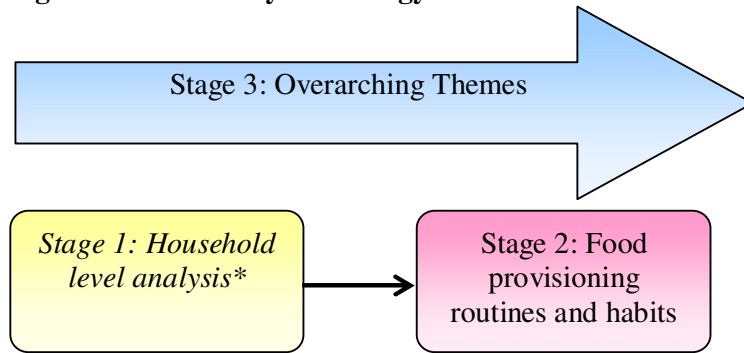 Stage 3: Overarching Themes
Stage 1: Household
level analysis*
Stage 2: Food
provisioning
routines and habits